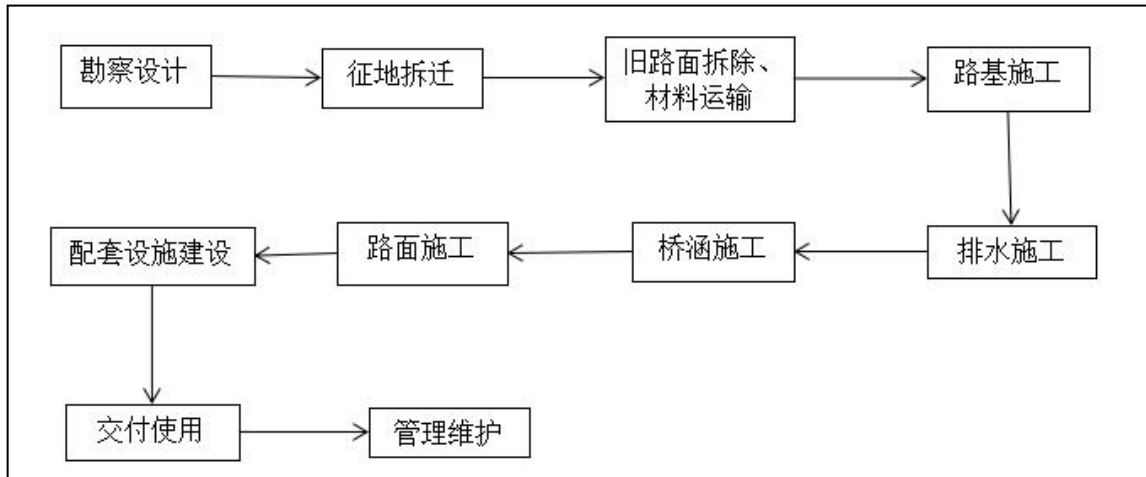 勘察设计
征地拆迁
旧路面拆除、
材料运输
路基施工
排水施工
桥涵施工
路面施工
配套设施建设
交付使用
管理维护